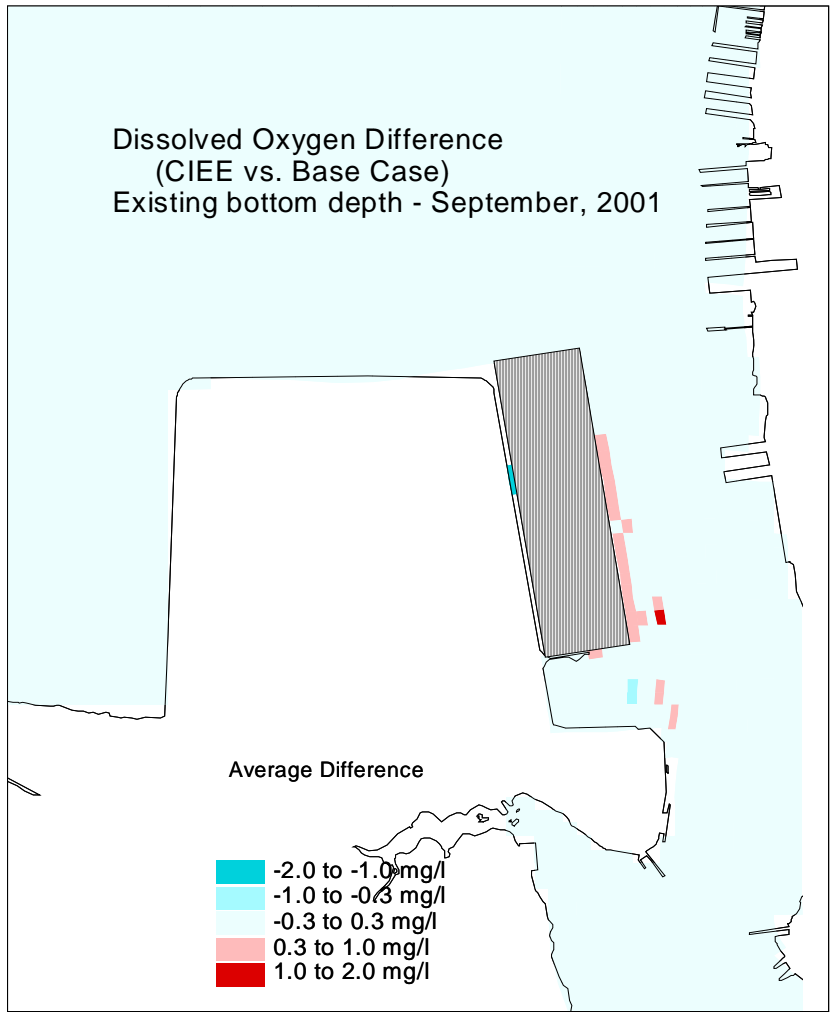 Dissolved Oxygen Difference
(CIEE vs. Base Case)
Existing bottom depth - September, 2001
Average Difference
-2.0 to -1.0 mg/l
-1.0 to -0.3 mg/l
-0.3 to 0.3 mg/l
0.3 to 1.0 mg/l
1.0 to 2.0 mg/l